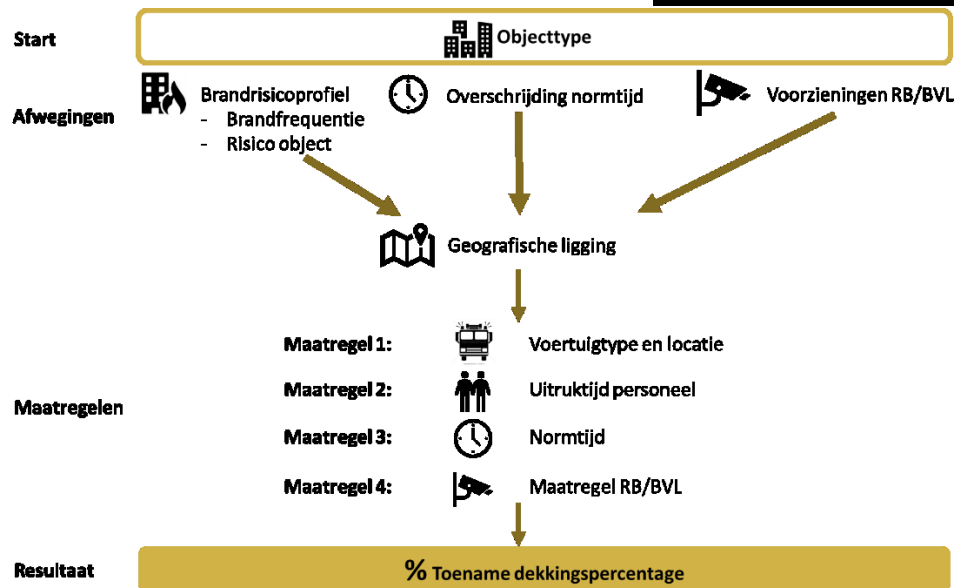 Start
Objecttype
Afwegingen
Brandrisicoprofiel
- Brandfrequentie
- Risico object
Overschrijding normtijd
Voorzieningen RB/BVL
Geografische ligging
Maatregelen
Maatregel 1: Voertuigtype en locatie
Maatregel 2: Uitruktijd personeel
Maatregel 3: Normtijd
Maatregel 4: Maatregel RB/BVL
Resultaat
% Toename dekkingspercentage